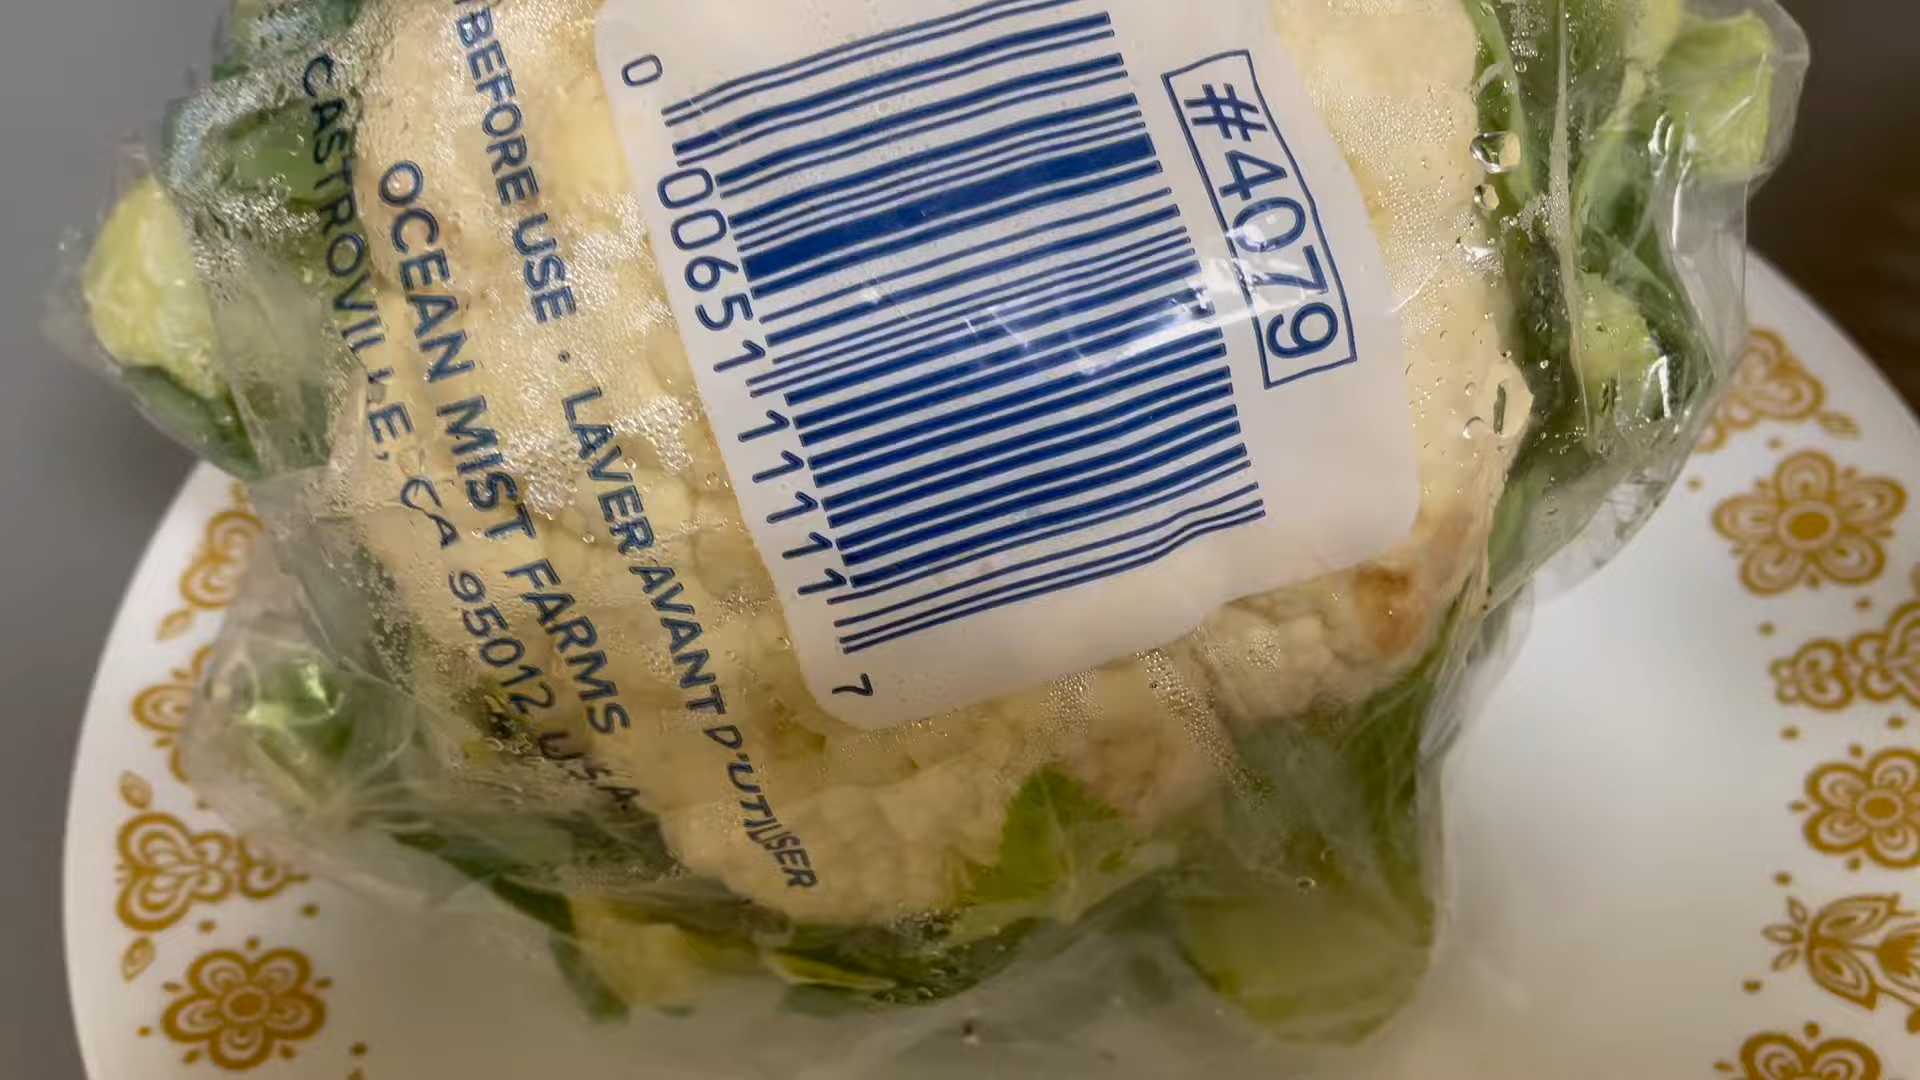 BEFORE USE · LAVER AVANT D'UTILISER
OCEAN MIST FARMS
CASTROVILLE, CA 95012 USA
#4079
0 00651 11111 7